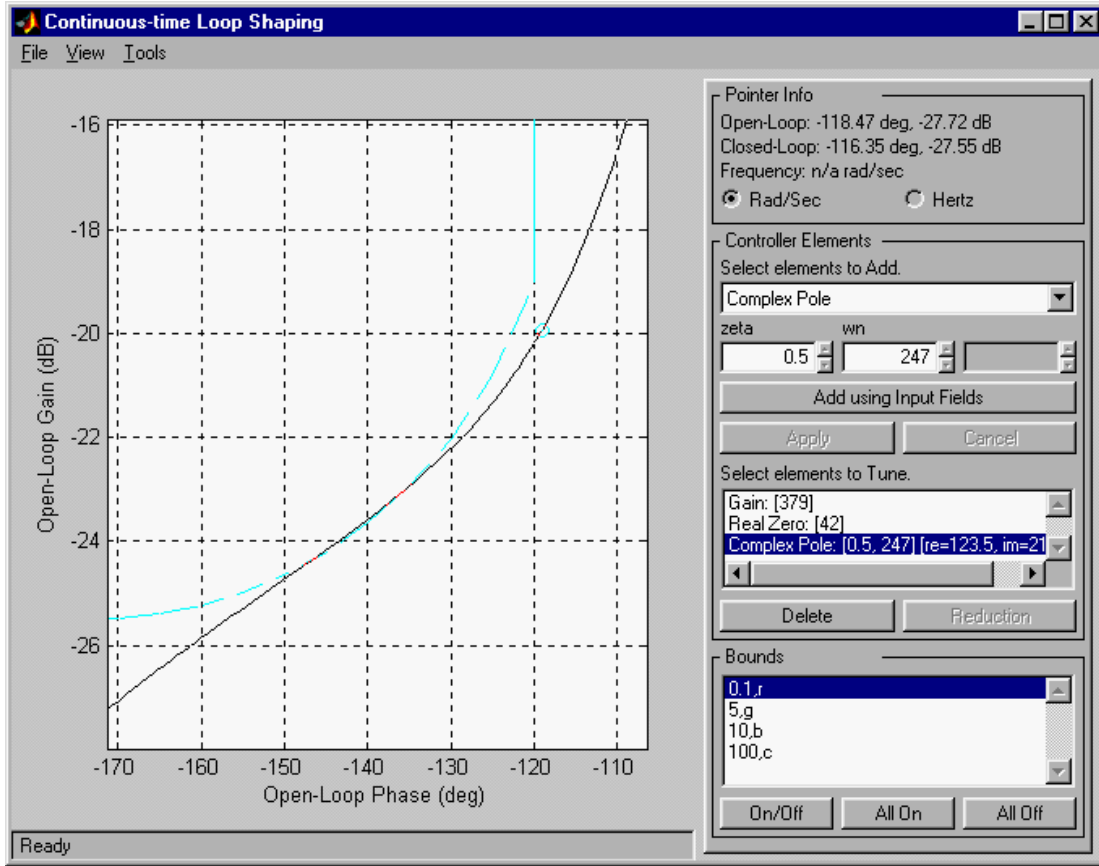 Continuous-time Loop Shaping
File View Tools
-16
-18
-20
-22
-24
-26
Open-Loop Gain (dB)
-170 -160 -150 -140 -130 -120 -110
Open-Loop Phase (deg)
Pointer Info
Open-Loop: -118.47 deg, -27.72 dB
Closed-Loop: -116.35 deg, -27.55 dB
Frequency: n/a rad/sec
Rad/Sec Hertz
Controller Elements
Select elements to Add.
Complex Pole
zeta wn
0.5 247
Add using Input Fields
Apply Cancel
Select elements to Tune.
Gain: [379]
Real Zero: [42]
Complex Pole: [0.5, 247] [re=123.5, im=21
Delete Reduction
Bounds
0.1,r
5,g
10,b
100,c
On/Off All On All Off
Ready